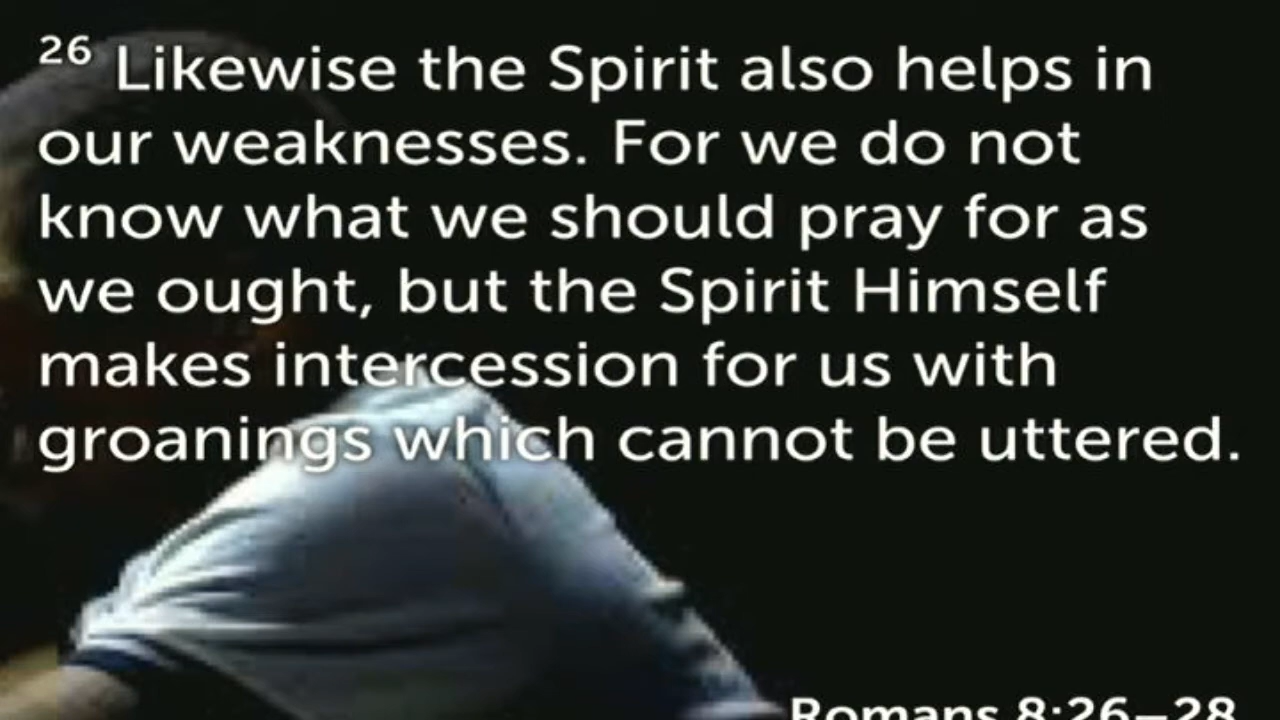 26 Likewise the Spirit also helps in
our weaknesses. For we do not
know what we should pray for as
we ought, but the Spirit Himself
makes intercession for us with
groanings which cannot be uttered.
Romans 8:26–28